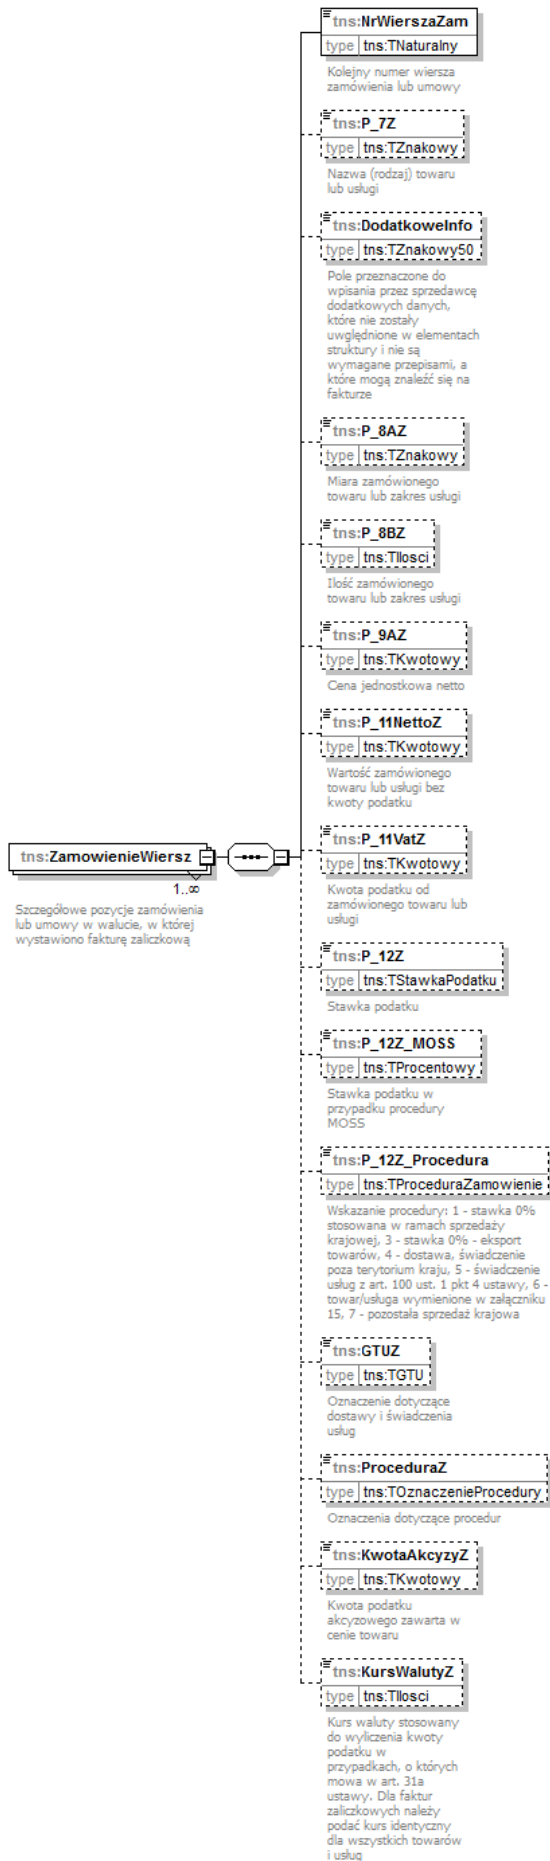 tns:NrWierszaZam
type tns:TNaturalny
Kolejny numer wiersza
zamówienia lub umowy
tns:P_7Z
type tns:TZnakowy
Nazwa (rodzaj) towaru
lub usługi
tns:DodatkoweInfo
type tns:TZnakowy50
Pole przeznaczone do
wpisania przez sprzedawcę
dodatkowych danych,
które nie zostały
uwględnione w elementach
struktury i nie są
wymagane przepisami, a
które mogą znaleźć się na
fakturze
tns:P_8AZ
type tns:TZnakowy
Miara zamówionego
towaru lub zakres usługi
tns:P_8BZ
type tns:TIlosci
Ilość zamówionego
towaru lub zakres usługi
tns:P_9AZ
type tns:TKwotowy
Cena jednostkowa netto
tns:P_11NettoZ
type tns:TKwotowy
Wartość zamówionego
towaru lub usługi bez
kwoty podatku
tns:P_11VatZ
type tns:TKwotowy
Kwota podatku od
zamówionego towaru lub
usługi
tns:ZamowienieWiersz
1..∞
Szczegółowe pozycje zamówienia
lub umowy w walucie, w której
wystawiono fakturę zaliczkową
tns:P_12Z
type tns:TStawkaPodatku
Stawka podatku
tns:P_12Z_MOSS
type tns:TProcentowy
Stawka podatku w
przypadku procedury
MOSS
tns:P_12Z_Procedura
type tns:TProceduraZamowienie
Wskazanie procedury: 1 - stawka 0%
stosowana w ramach sprzedaży
krajowej, 3 - stawka 0% - eksport
towarów, 4 - dostawa, świadczenie
poza terytorium kraju, 5 - świadczenie
usług z art. 100 ust. 1 pkt 4 ustawy, 6 -
towar/usługa wymienione w załączniku
15, 7 - pozostała sprzedaż krajowa
tns:GTUZ
type tns:TGTU
Oznaczenie dotyczące
dostawy i świadczenia
usług
tns:ProceduraZ
type tns:TOznaczenieProcedury
Oznaczenia dotyczące procedur
tns:KwotaAkcyzyZ
type tns:TKwotowy
Kwota podatku
akcyzowego zawarta w
cenie towaru
tns:KursWalutyZ
type tns:TIlosci
Kurs waluty stosowany
do wyliczenia kwoty
podatku w
przypadkach, o których
mowa w art. 31a
ustawy. Dla faktur
zaliczkowych należy
podać kurs identyczny
dla wszystkich towarów
i usług